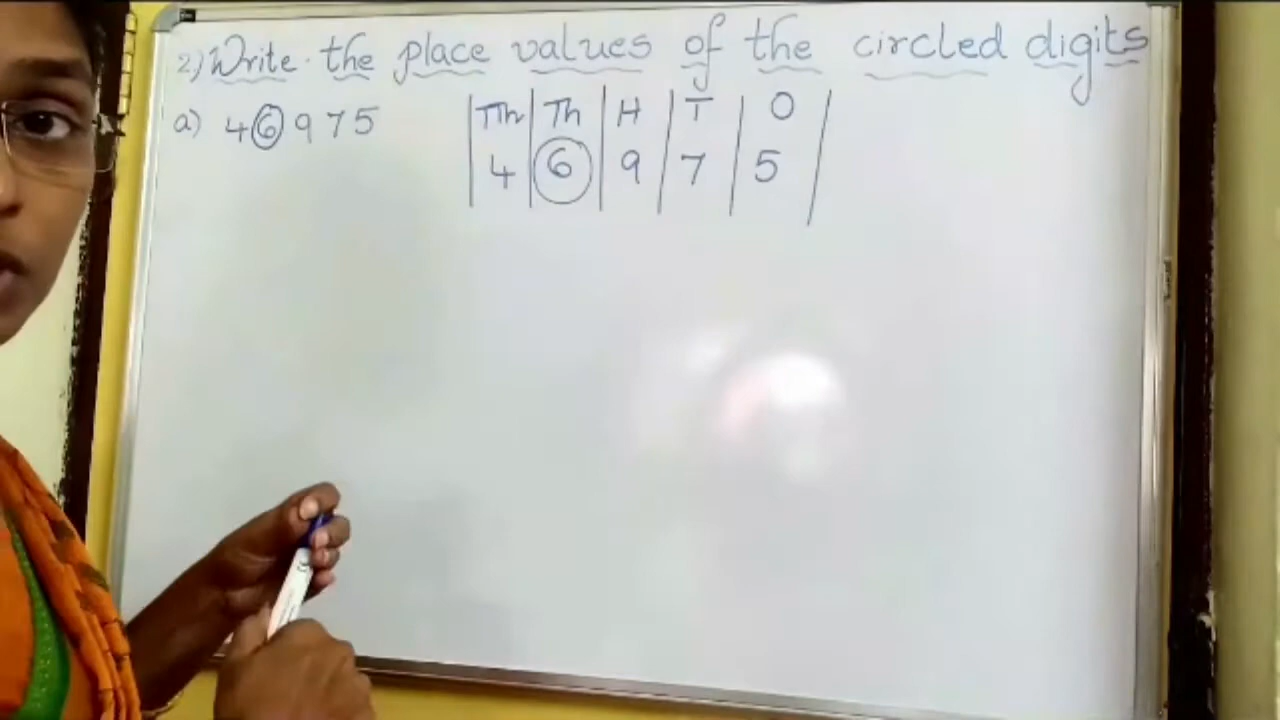 2) Write the place values of the circled digits
a) 46975
TTh Th H T O
4 6 9 7 5